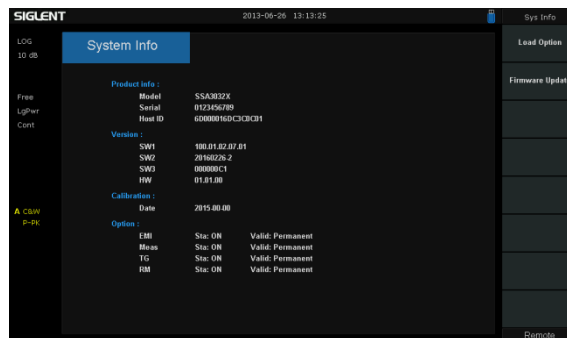 SIGLENT 2013-06-26 13:13:25 Sys Info
LOG
10 dB
System Info
Load Option
Firmware Updat
Product info :
Model SSA3032X
Serial 0123456789
Host ID 6D000016DC3C0C01
Free
LgPwr
Cont
Version :
SW1 100.01.02.07.01
SW2 20160226-2
SW3 000000C1
HW 01.01.00
Calibration :
Date 2015-00-00
A C&W
P-PK
Option :
EMI Sta: ON Valid: Permanent
Meas Sta: ON Valid: Permanent
TG Sta: ON Valid: Permanent
RM Sta: ON Valid: Permanent
Remote